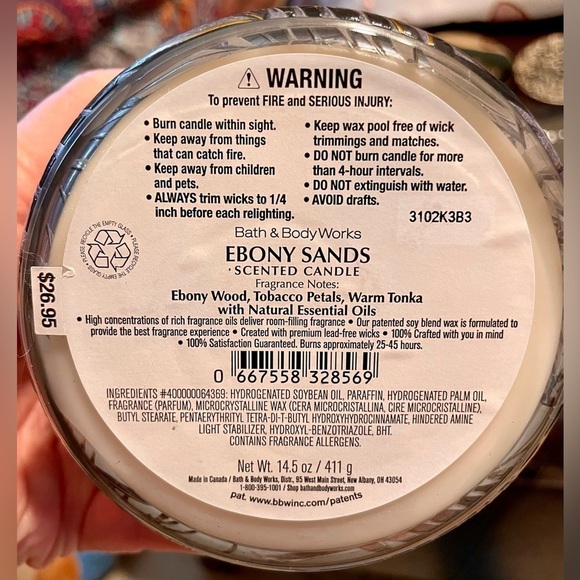 ⚠ WARNING
To prevent FIRE and SERIOUS INJURY:
• Burn candle within sight.
• Keep away from things
that can catch fire.
• Keep away from children
and pets.
• ALWAYS trim wicks to 1/4
inch before each relighting.
• Keep wax pool free of wick
trimmings and matches.
• DO NOT burn candle for more
than 4-hour intervals.
• DO NOT extinguish with water.
• AVOID drafts.
3102K3B3
• PLEASE RECYCLE THE EMPTY GLASS • PLEASE RECYCLE THE EMPTY GLASS
$26.95
Bath & Body Works
EBONY SANDS
• SCENTED CANDLE
Fragrance Notes:
Ebony Wood, Tobacco Petals, Warm Tonka
with Natural Essential Oils
• High concentrations of rich fragrance oils deliver room-filling fragrance • Our patented soy blend wax is formulated to
provide the best fragrance experience • Created with premium lead-free wicks • 100% Crafted with you in mind
• 100% Satisfaction Guaranteed. Burns approximately 25-45 hours.
0 667558 328569
INGREDIENTS #400000064369: HYDROGENATED SOYBEAN OIL, PARAFFIN, HYDROGENATED PALM OIL,
FRAGRANCE (PARFUM), MICROCRYSTALLINE WAX (CERA MICROCRISTALLINA, CIRE MICROCRISTALLINE),
BUTYL STEARATE, PENTAERYTHRITYL TETRA-DI-T-BUTYL HYDROXYHYDROCINNAMATE, HINDERED AMINE
LIGHT STABILIZER, HYDROXYL-BENZOTRIAZOLE, BHT.
CONTAINS FRAGRANCE ALLERGENS.
Net Wt. 14.5 oz / 411 g
Made in Canada / Bath & Body Works, Distr., 95 West Main Street, New Albany, OH 43054
1-800-395-1001 / Shop bathandbodyworks.com
pat. www.bbwinc.com/patents